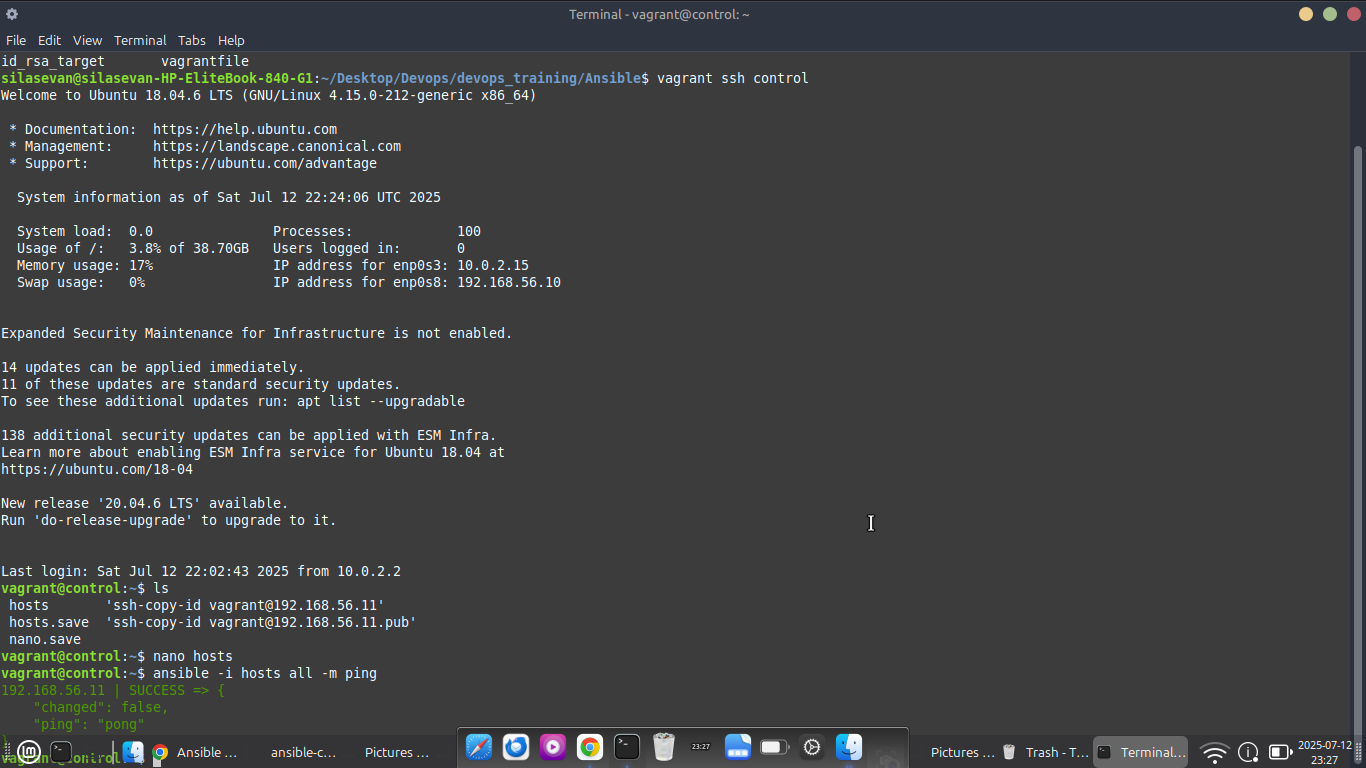 Terminal - vagrant@control: ~
File Edit View Terminal Tabs Help
id_rsa_target vagrantfile
silasevan@silasevan-HP-EliteBook-840-G1:~/Desktop/Devops/devops_training/Ansible$ vagrant ssh control
Welcome to Ubuntu 18.04.6 LTS (GNU/Linux 4.15.0-212-generic x86_64)
* Documentation: https://help.ubuntu.com
* Management: https://landscape.canonical.com
* Support: https://ubuntu.com/advantage
System information as of Sat Jul 12 22:24:06 UTC 2025
System load: 0.0 Processes: 100
Usage of /: 3.8% of 38.70GB Users logged in: 0
Memory usage: 17% IP address for enp0s3: 10.0.2.15
Swap usage: 0% IP address for enp0s8: 192.168.56.10
Expanded Security Maintenance for Infrastructure is not enabled.
14 updates can be applied immediately.
11 of these updates are standard security updates.
To see these additional updates run: apt list --upgradable
138 additional security updates can be applied with ESM Infra.
Learn more about enabling ESM Infra service for Ubuntu 18.04 at
https://ubuntu.com/18-04
New release '20.04.6 LTS' available.
Run 'do-release-upgrade' to upgrade to it.
Last login: Sat Jul 12 22:02:43 2025 from 10.0.2.2
vagrant@control:~$ ls
hosts 'ssh-copy-id vagrant@192.168.56.11'
hosts.save 'ssh-copy-id vagrant@192.168.56.11.pub'
nano.save
vagrant@control:~$ nano hosts
vagrant@control:~$ ansible -i hosts all -m ping
192.168.56.11 | SUCCESS => {
"changed": false,
"ping": "pong"
}
Ansible ... ansible-c... Pictures ... 23:27 Pictures ... Trash - T... Terminal... 2025-07-12
23:27